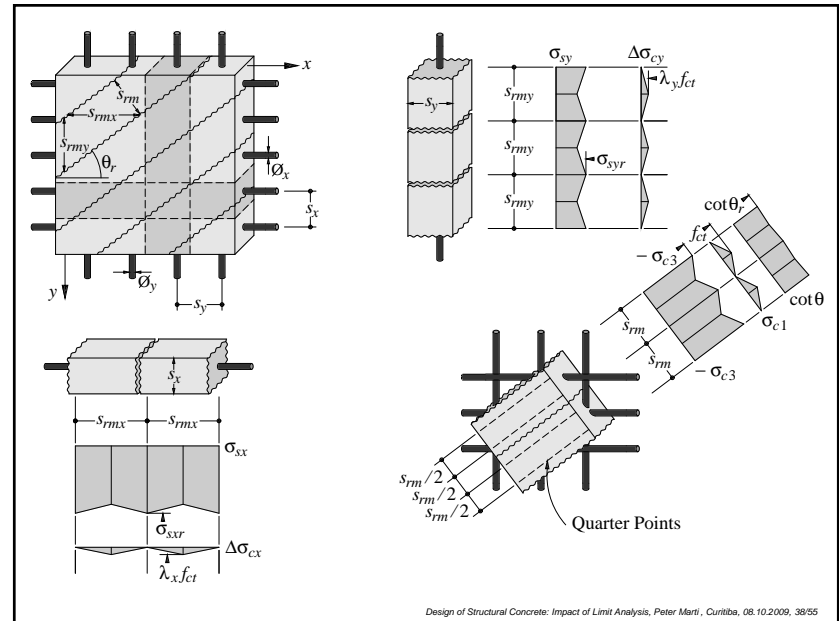 x
s_rm
s_rmx
s_rmy
θ_r
Ø_x
s_x
y
Ø_y
s_y
s_x
s_rmx
s_rmx
σ_sx
σ_sxr
Δσ_cx
λ_x f_ct
σ_sy
Δσ_cy
s_y
s_rmy
λ_y f_ct
s_rmy
σ_syr
s_rmy
cotθ_r
f_ct
− σ_c3
cotθ
σ_c1
s_rm
s_rm
− σ_c3
s_rm/2
s_rm/2
s_rm/2
Quarter Points
Design of Structural Concrete: Impact of Limit Analysis, Peter Marti , Curitiba, 08.10.2009, 38/55